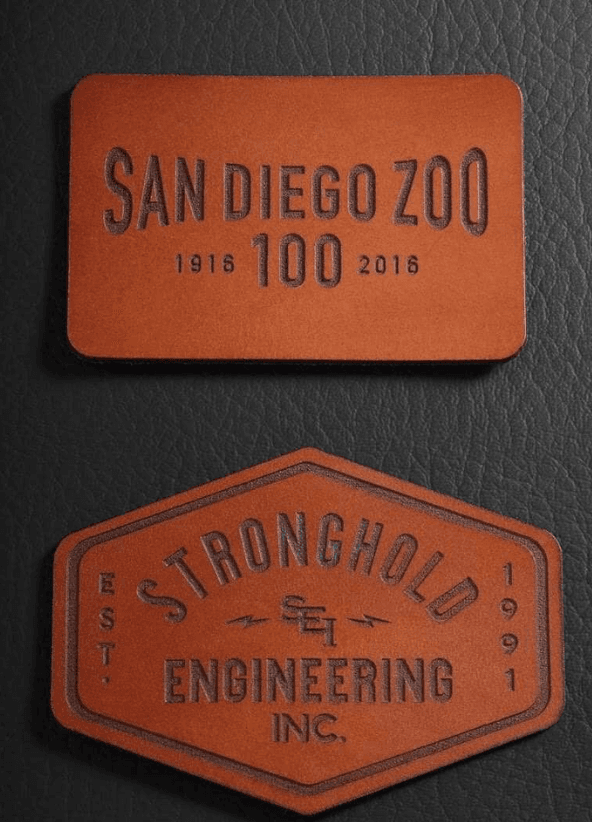 SAN DIEGO ZOO
1916 100 2016
STRONGHOLD
EST.
SEI
1991
ENGINEERING
INC.